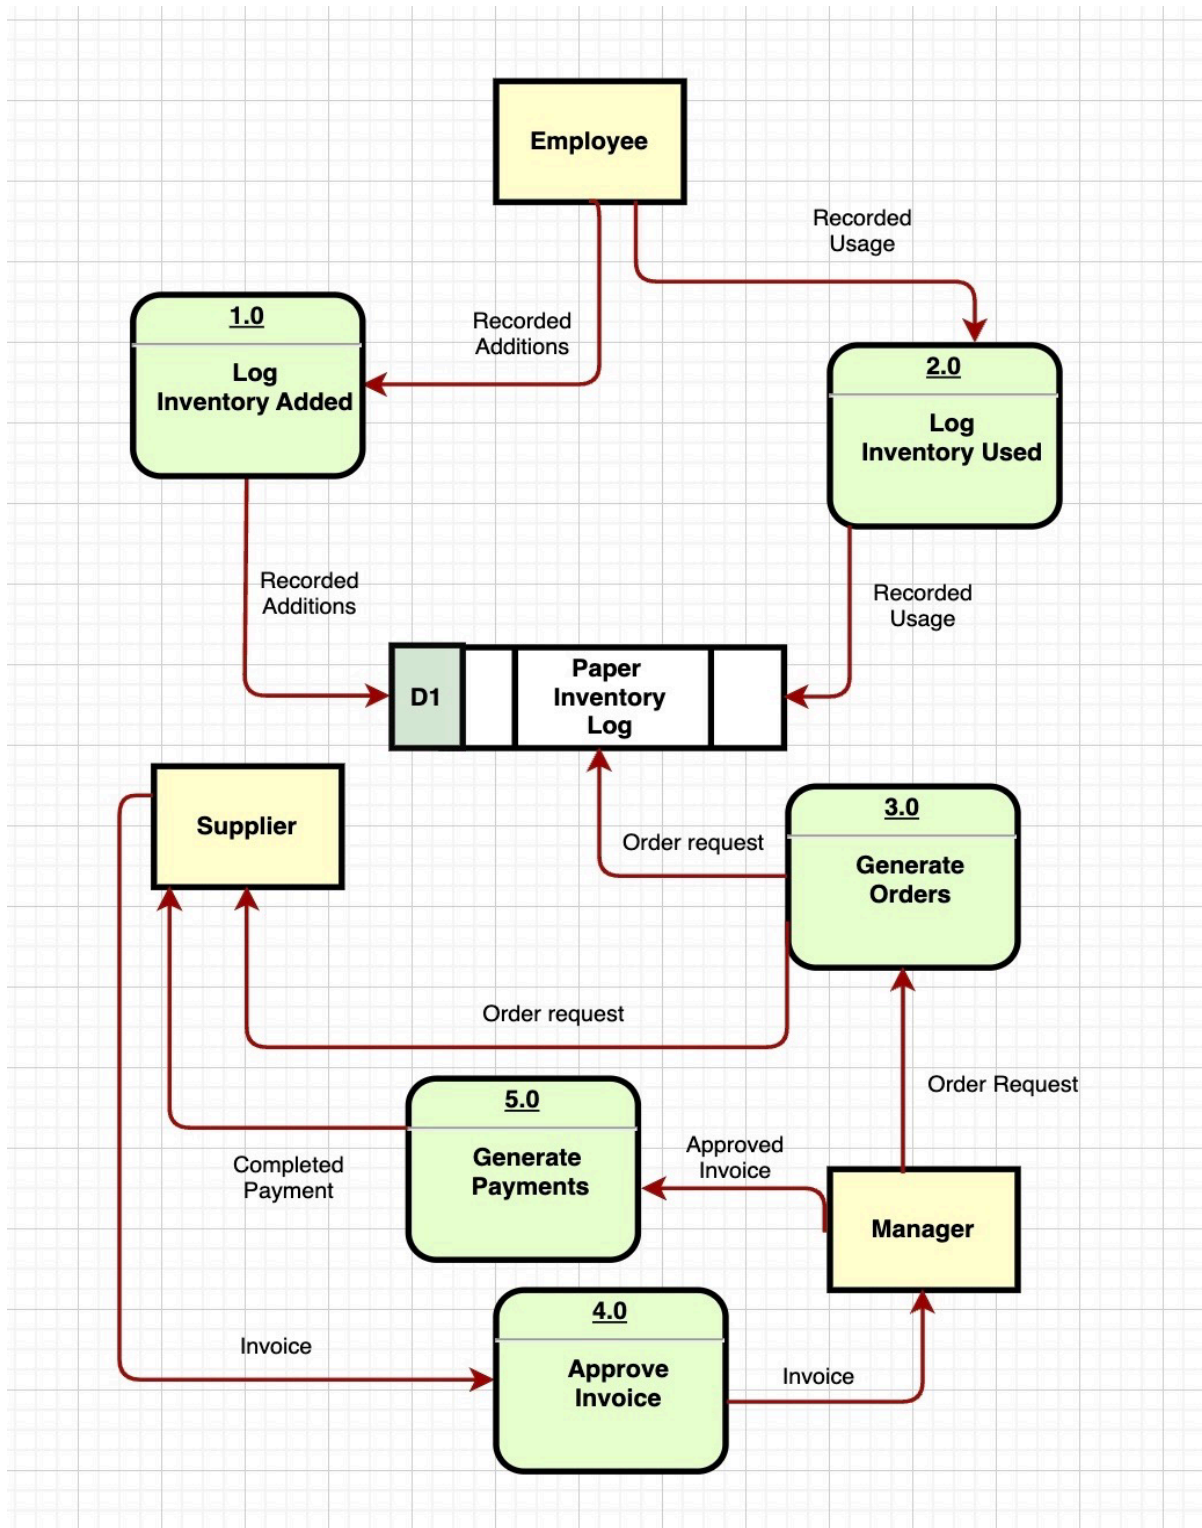 Employee
Recorded
Usage
1.0
Log
Inventory Added
Recorded
Additions
2.0
Log
Inventory Used
Recorded
Additions
Recorded
Usage
D1
Paper
Inventory
Log
Supplier
3.0
Generate
Orders
Order request
Order request
Order Request
5.0
Generate
Payments
Approved
Invoice
Completed
Payment
Manager
4.0
Approve
Invoice
Invoice
Invoice